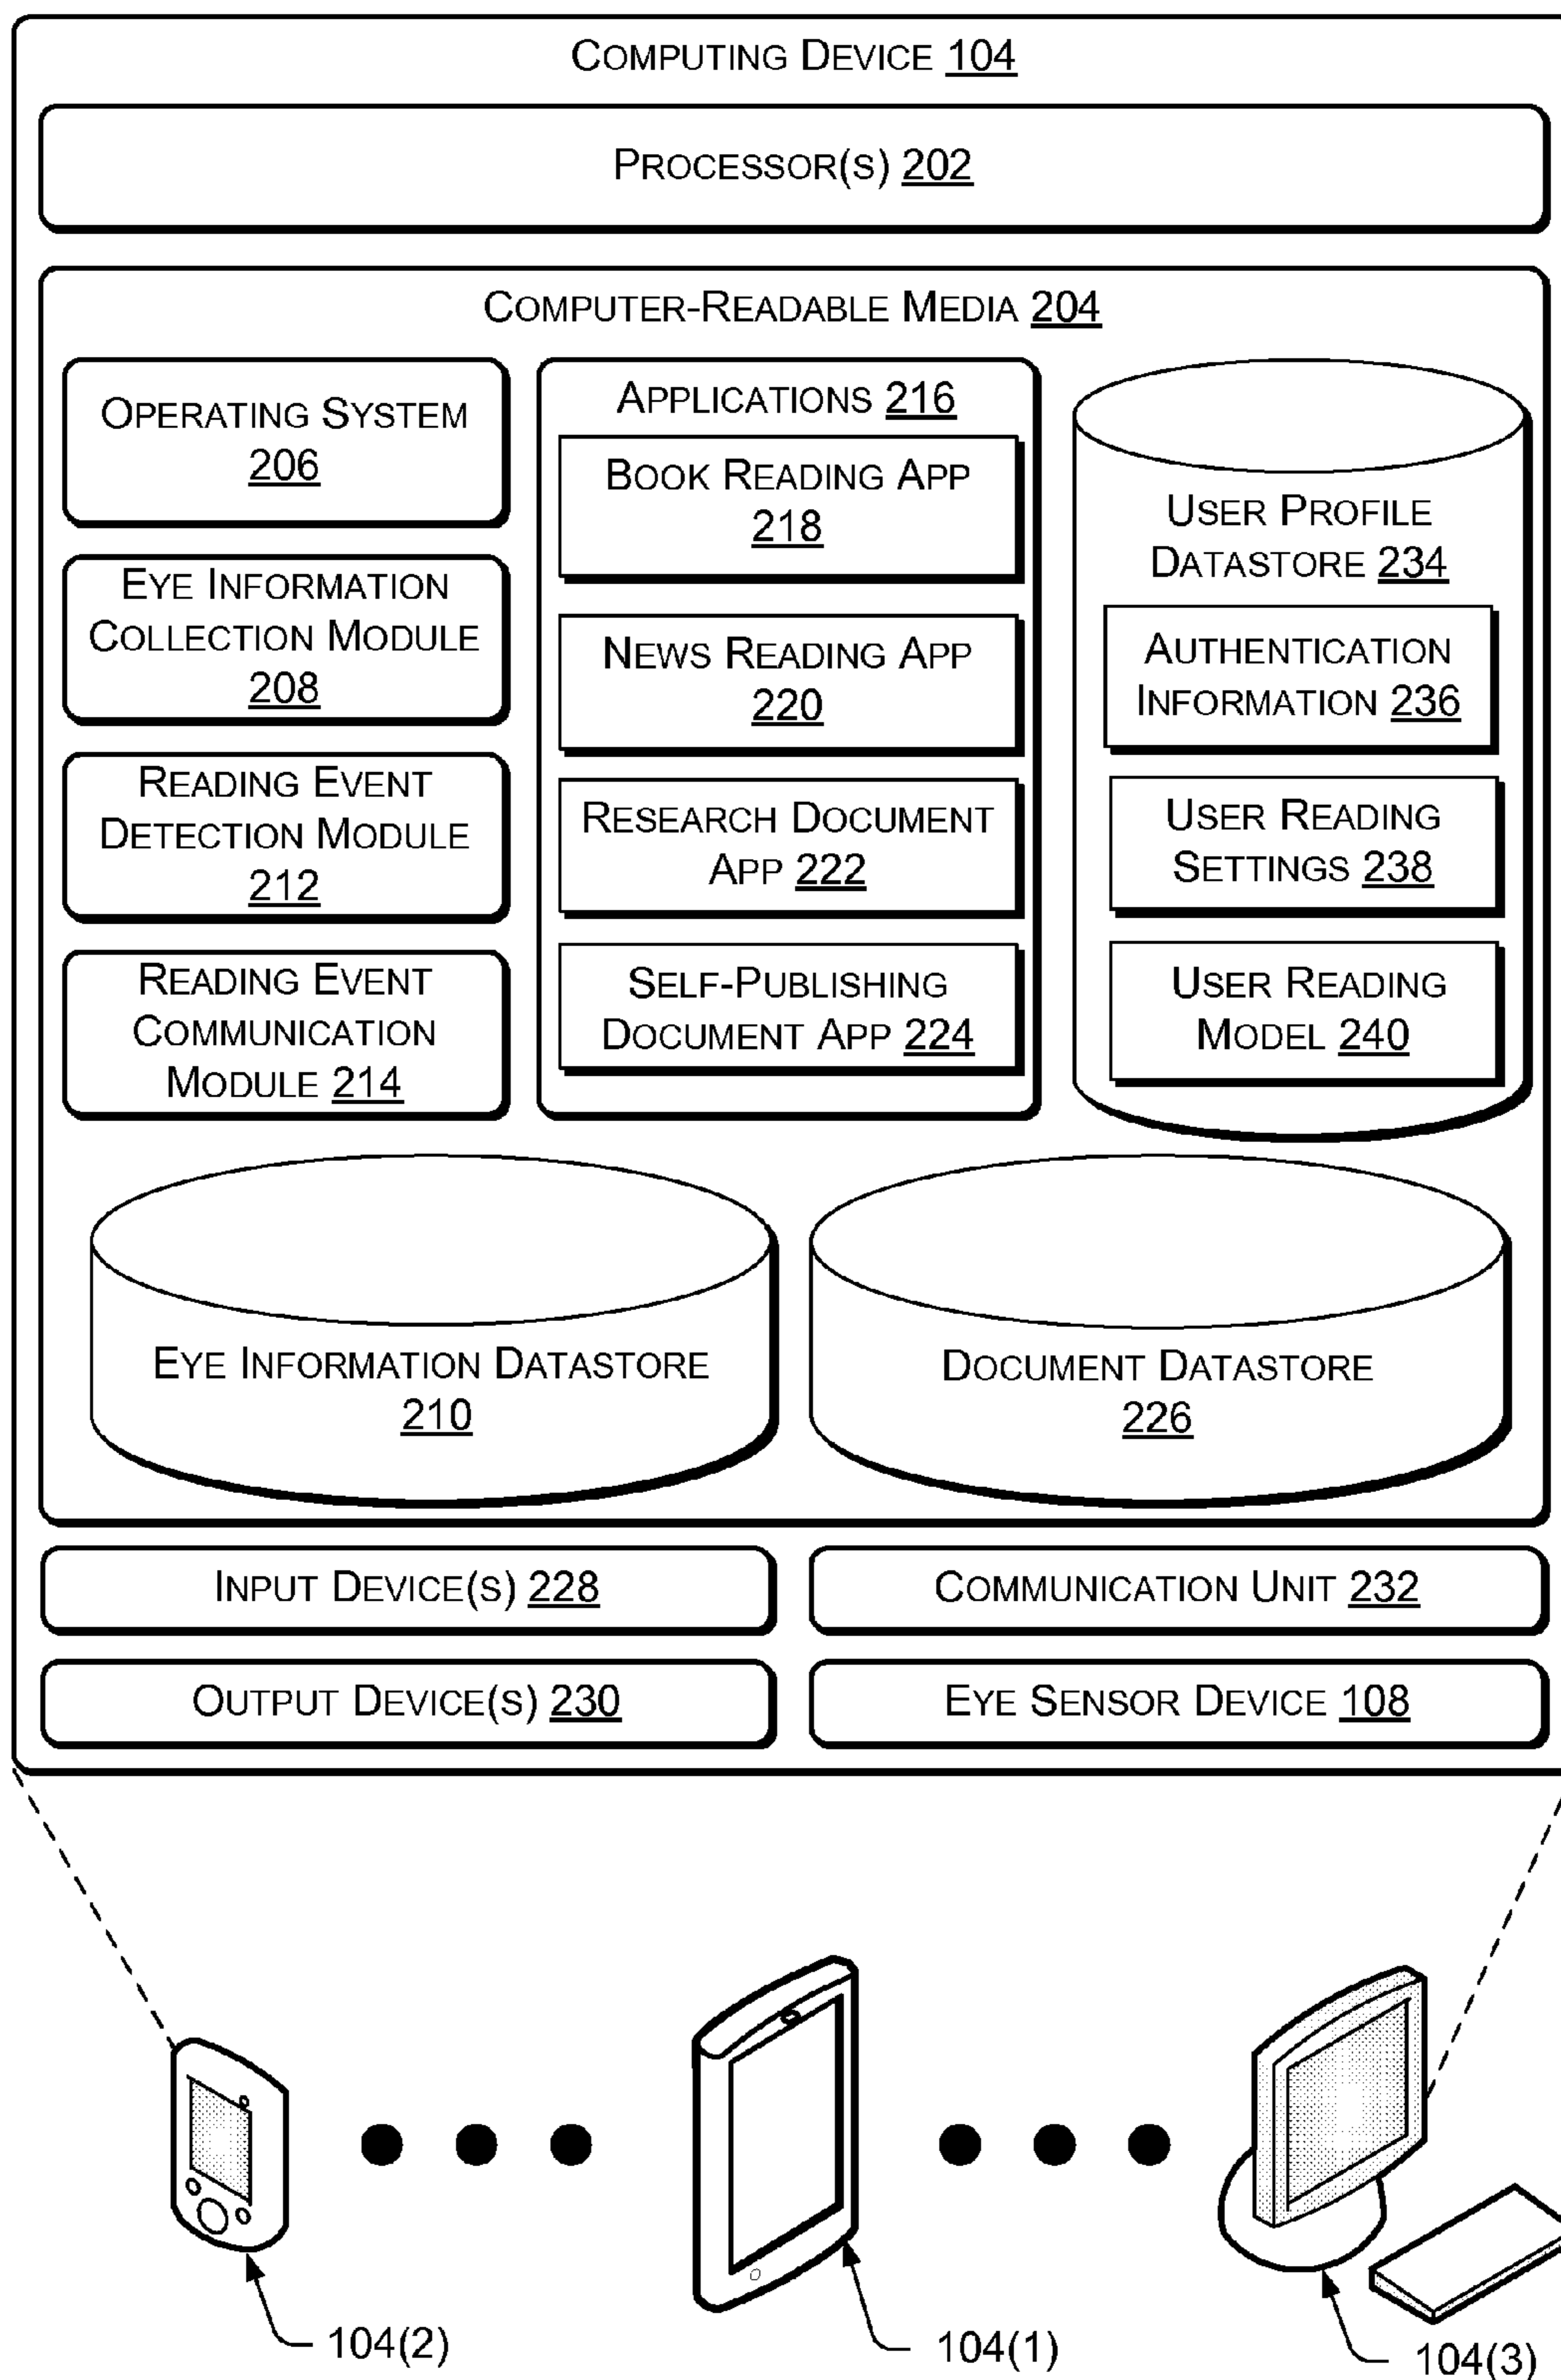 COMPUTING DEVICE 104
PROCESSOR(S) 202
COMPUTER-READABLE MEDIA 204
OPERATING SYSTEM
206
EYE INFORMATION
COLLECTION MODULE
208
READING EVENT
DETECTION MODULE
212
READING EVENT
COMMUNICATION
MODULE 214
APPLICATIONS 216
BOOK READING APP
218
NEWS READING APP
220
RESEARCH DOCUMENT
APP 222
SELF-PUBLISHING
DOCUMENT APP 224
USER PROFILE
DATASTORE 234
AUTHENTICATION
INFORMATION 236
USER READING
SETTINGS 238
USER READING
MODEL 240
EYE INFORMATION DATASTORE
210
DOCUMENT DATASTORE
226
INPUT DEVICE(S) 228
COMMUNICATION UNIT 232
OUTPUT DEVICE(S) 230
EYE SENSOR DEVICE 108
104(2)
104(1)
104(3)